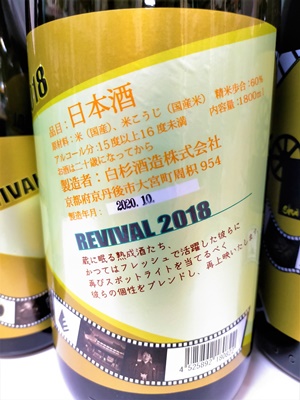 品目：日本酒
原材料：米（国産）、米こうじ（国産米） 精米歩合：60%
アルコール分：15度以上16度未満 内容量：1800ml
お酒は二十歳になってから
製造者：白杉酒造株式会社
京都府京丹後市大宮町周枳954
製造年月： 2020.10.
REVIVAL 2018
蔵に眠る熟成酒たち、
かつてはフレッシュで活躍した彼らに
再びスポットライトを当てるべく、
彼らの個性をブレンドし、再上映いたします
REVIVAL
18